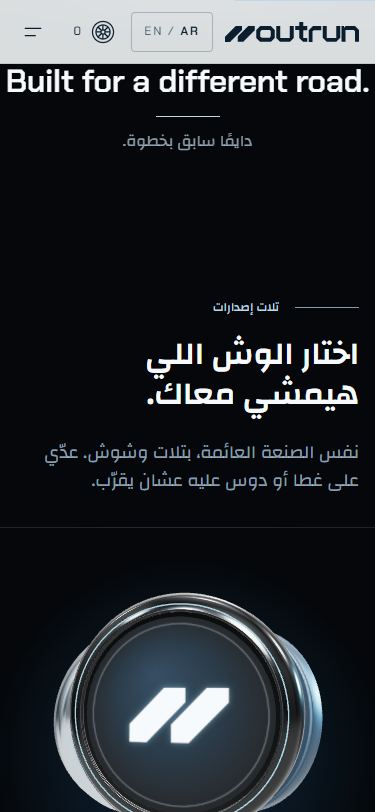 outrun
EN / AR
0
Built for a different road.
دايمًا سابق بخطوة.
تلات إصدارات
اختار الوش اللي
هيمشي معاك.
نفس الصنعة العائمة، بتلات وشوش. عدّي
على غطا أو دوس عليه عشان يقرّب.